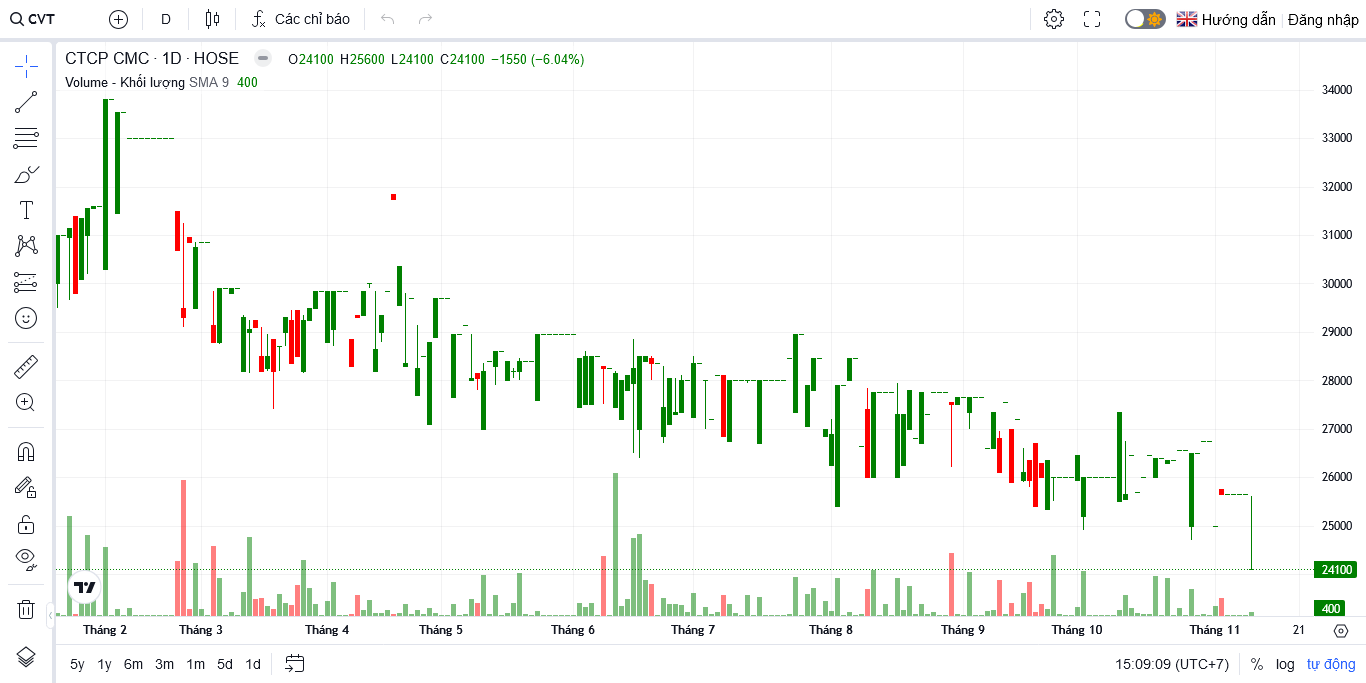 CVT D Các chỉ báo Hướng dẫn Đăng nhập
CTCP CMC · 1D · HOSE O24100 H25600 L24100 C24100 −1550 (−6.04%)
Volume - Khối lượng SMA 9 400
34000
33000
32000
31000
30000
29000
28000
27000
26000
25000
24100
400
Tháng 2 Tháng 3 Tháng 4 Tháng 5 Tháng 6 Tháng 7 Tháng 8 Tháng 9 Tháng 10 Tháng 11 21
5y 1y 6m 3m 1m 5d 1d 15:09:09 (UTC+7) % log tự động